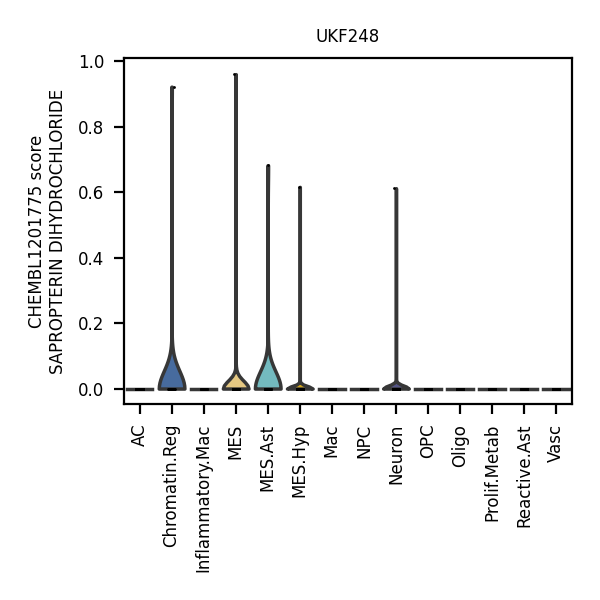 UKF248
CHEMBL1201775 score
SAPROPTERIN DIHYDROCHLORIDE
1.0
0.8
0.6
0.4
0.2
0.0
AC
Chromatin.Reg
Inflammatory.Mac
MES
MES.Ast
MES.Hyp
Mac
NPC
Neuron
OPC
Oligo
Prolif.Metab
Reactive.Ast
Vasc